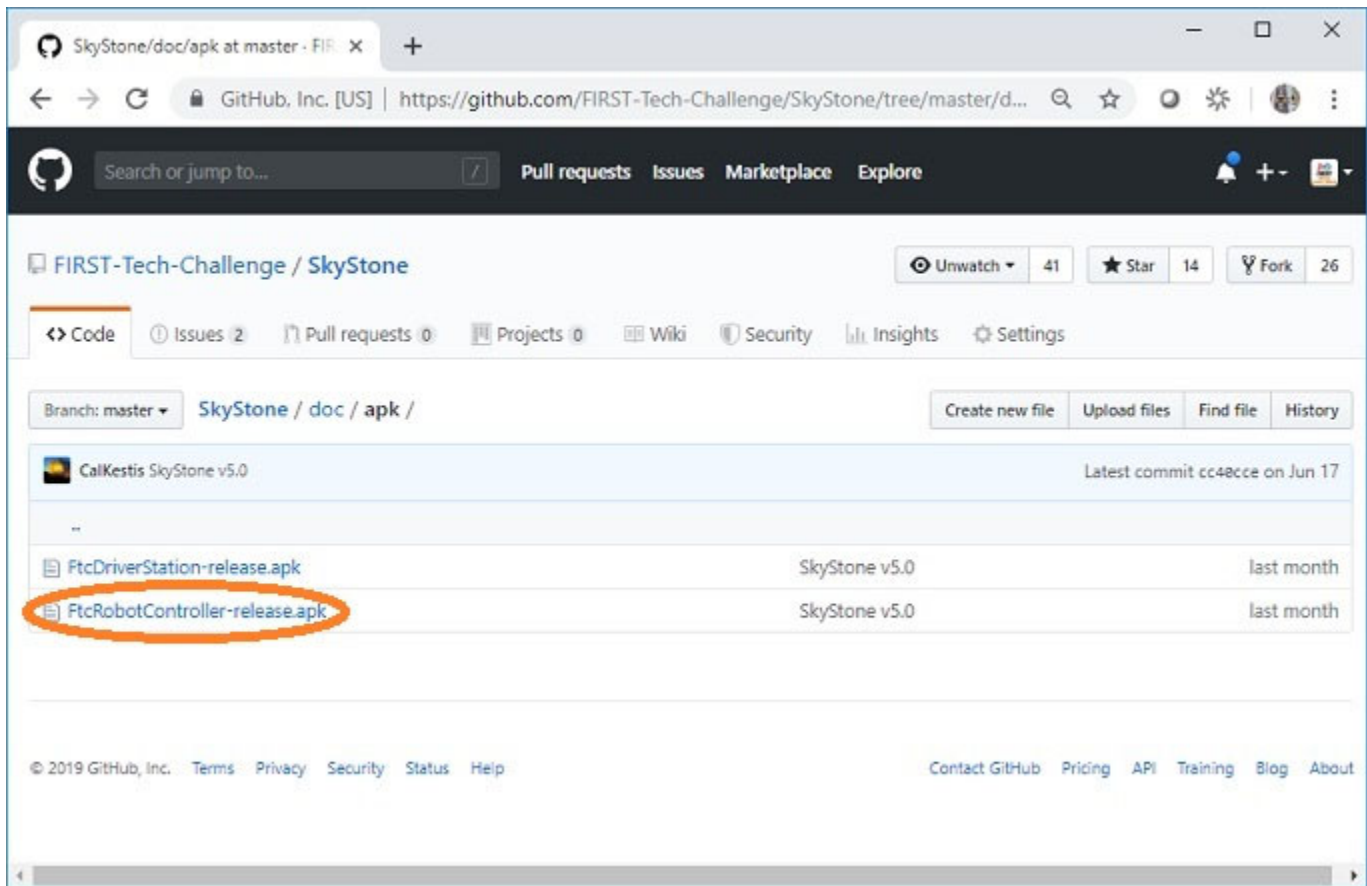 SkyStone/doc/apk at master · FIR
GitHub, Inc. [US] | https://github.com/FIRST-Tech-Challenge/SkyStone/tree/master/d...
Search or jump to... / Pull requests Issues Marketplace Explore
FIRST-Tech-Challenge / SkyStone Unwatch 41 Star 14 Fork 26
<> Code Issues 2 Pull requests 0 Projects 0 Wiki Security Insights Settings
Branch: master SkyStone / doc / apk / Create new file Upload files Find file History
CalKestis SkyStone v5.0 Latest commit cc40cce on Jun 17
..
FtcDriverStation-release.apk SkyStone v5.0 last month
FtcRobotController-release.apk SkyStone v5.0 last month
© 2019 GitHub, Inc. Terms Privacy Security Status Help Contact GitHub Pricing API Training Blog About